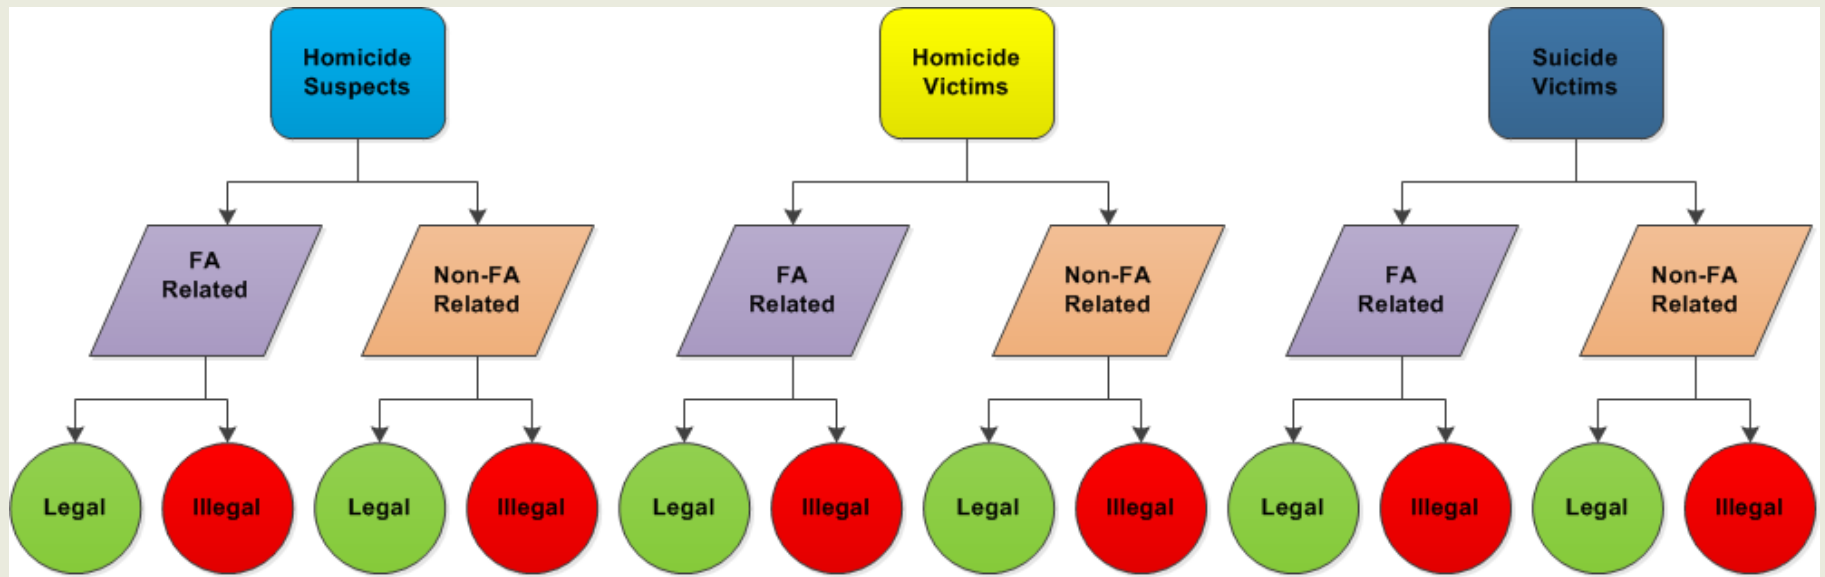 Homicide
Suspects
Homicide
Victims
Suicide
Victims
FA
Related
Non-FA
Related
FA
Related
Non-FA
Related
FA
Related
Non-FA
Related
Legal
Illegal
Legal
Illegal
Legal
Illegal
Legal
Illegal
Legal
Illegal
Legal
Illegal